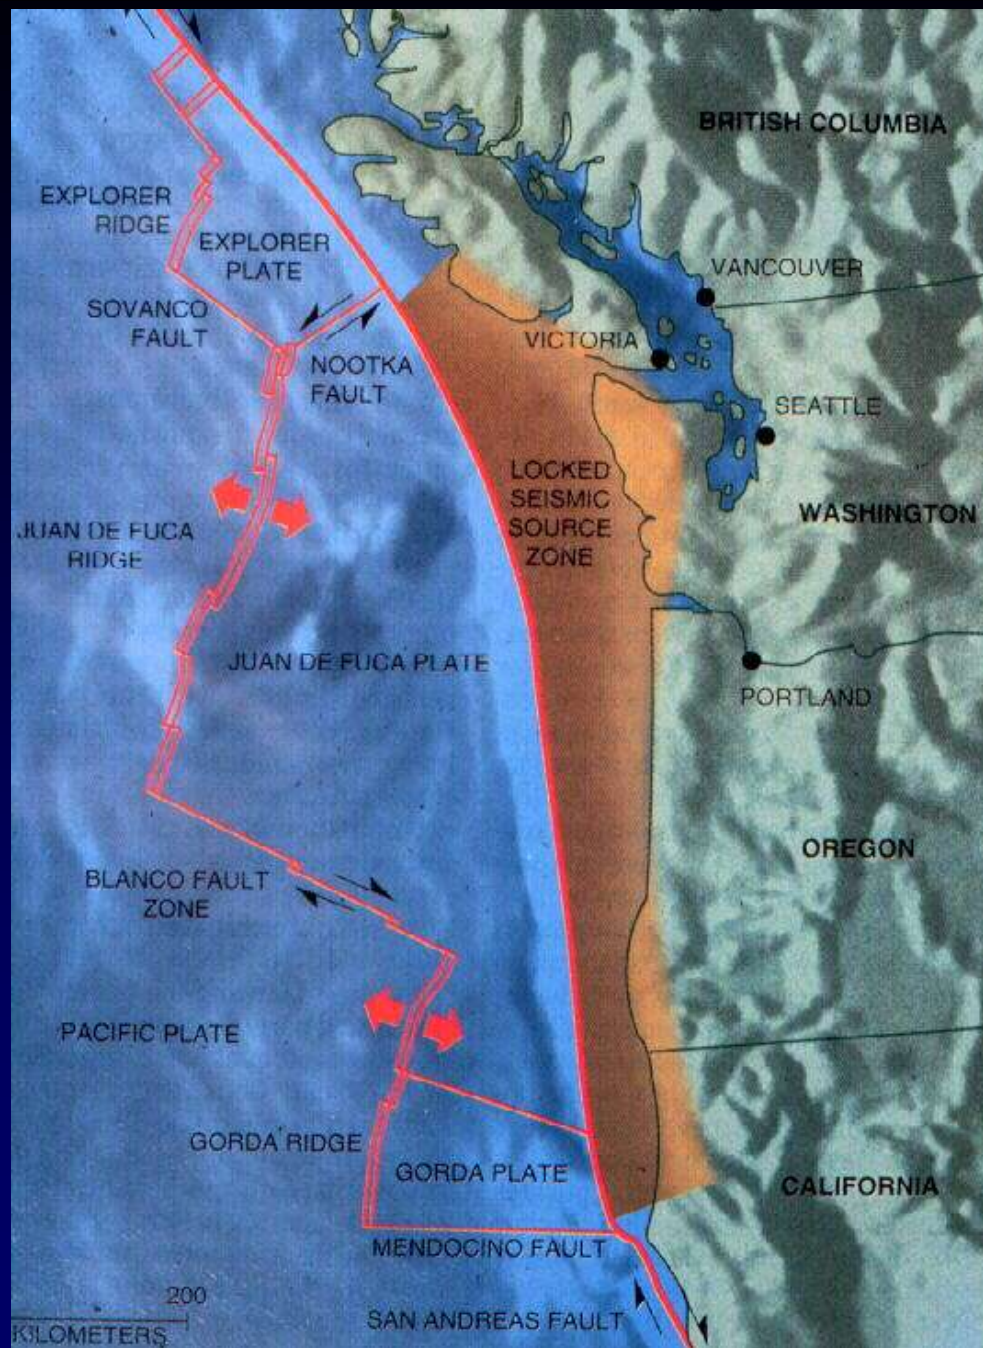 BRITISH COLUMBIA
EXPLORER
RIDGE
EXPLORER
PLATE
VANCOUVER
SOVANCO
FAULT
VICTORIA
NOOTKA
FAULT
SEATTLE
LOCKED
SEISMIC
SOURCE
ZONE
WASHINGTON
JUAN DE FUCA
RIDGE
JUAN DE FUCA PLATE
PORTLAND
OREGON
BLANCO FAULT
ZONE
PACIFIC PLATE
GORDA RIDGE
GORDA PLATE
CALIFORNIA
MENDOCINO FAULT
200
SAN ANDREAS FAULT
KILOMETERS